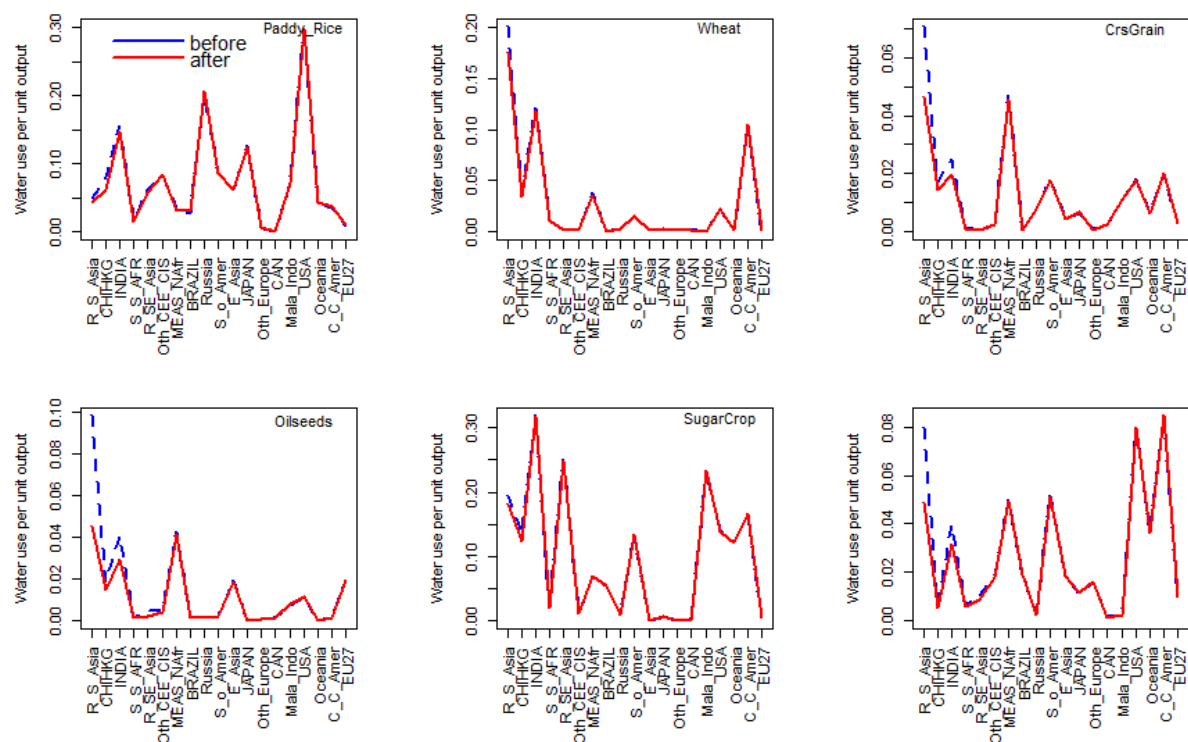 Paddy_Rice
before
after
Water use per unit output
0.00 0.10 0.20 0.30
R_S_Asia
CHIHKG
INDIA
S_S_AFR
R_SE_Asia
Oth_CEE_CIS
MEAS_NAfr
BRAZIL
Russia
S_o_Amer
E_Asia
JAPAN
Oth_Europe
CAN
Mala_Indo
USA
Oceania
C_C_Amer
EU27
Wheat
Water use per unit output
0.00 0.05 0.10 0.15 0.20
R_S_Asia
CHIHKG
INDIA
S_S_AFR
R_SE_Asia
Oth_CEE_CIS
MEAS_NAfr
BRAZIL
Russia
S_o_Amer
E_Asia
JAPAN
Oth_Europe
CAN
Mala_Indo
USA
Oceania
C_C_Amer
EU27
CrsGrain
Water use per unit output
0.00 0.02 0.04 0.06
R_S_Asia
CHIHKG
INDIA
S_S_AFR
R_SE_Asia
Oth_CEE_CIS
MEAS_NAfr
BRAZIL
Russia
S_o_Amer
E_Asia
JAPAN
Oth_Europe
CAN
Mala_Indo
USA
Oceania
C_C_Amer
EU27
Oilseeds
Water use per unit output
0.00 0.02 0.04 0.06 0.08 0.10
R_S_Asia
CHIHKG
INDIA
S_S_AFR
R_SE_Asia
Oth_CEE_CIS
MEAS_NAfr
BRAZIL
Russia
S_o_Amer
E_Asia
JAPAN
Oth_Europe
CAN
Mala_Indo
USA
Oceania
C_C_Amer
EU27
SugarCrop
Water use per unit output
0.00 0.10 0.20 0.30
R_S_Asia
CHIHKG
INDIA
S_S_AFR
R_SE_Asia
Oth_CEE_CIS
MEAS_NAfr
BRAZIL
Russia
S_o_Amer
E_Asia
JAPAN
Oth_Europe
CAN
Mala_Indo
USA
Oceania
C_C_Amer
EU27
Water use per unit output
0.00 0.02 0.04 0.06 0.08
R_S_Asia
CHIHKG
INDIA
S_S_AFR
R_SE_Asia
Oth_CEE_CIS
MEAS_NAfr
BRAZIL
Russia
S_o_Amer
E_Asia
JAPAN
Oth_Europe
CAN
Mala_Indo
USA
Oceania
C_C_Amer
EU27